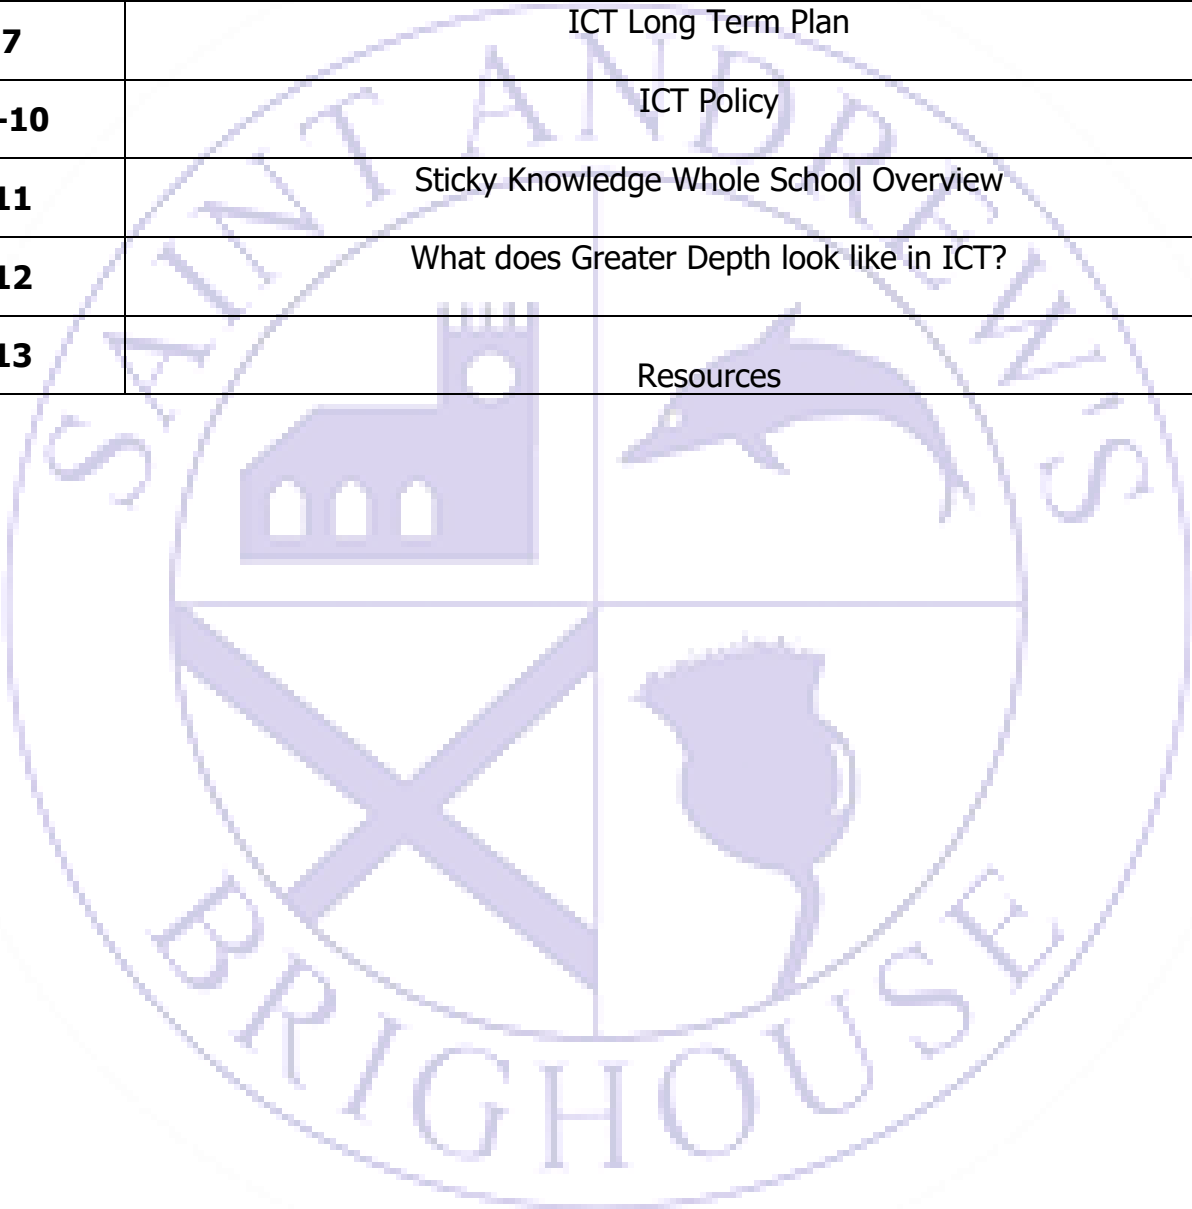 7 ICT Long Term Plan
-10 ICT Policy
11 Sticky Knowledge Whole School Overview
12 What does Greater Depth look like in ICT?
13 Resources
SAINT ANDREW'S
BRIGHOUSE